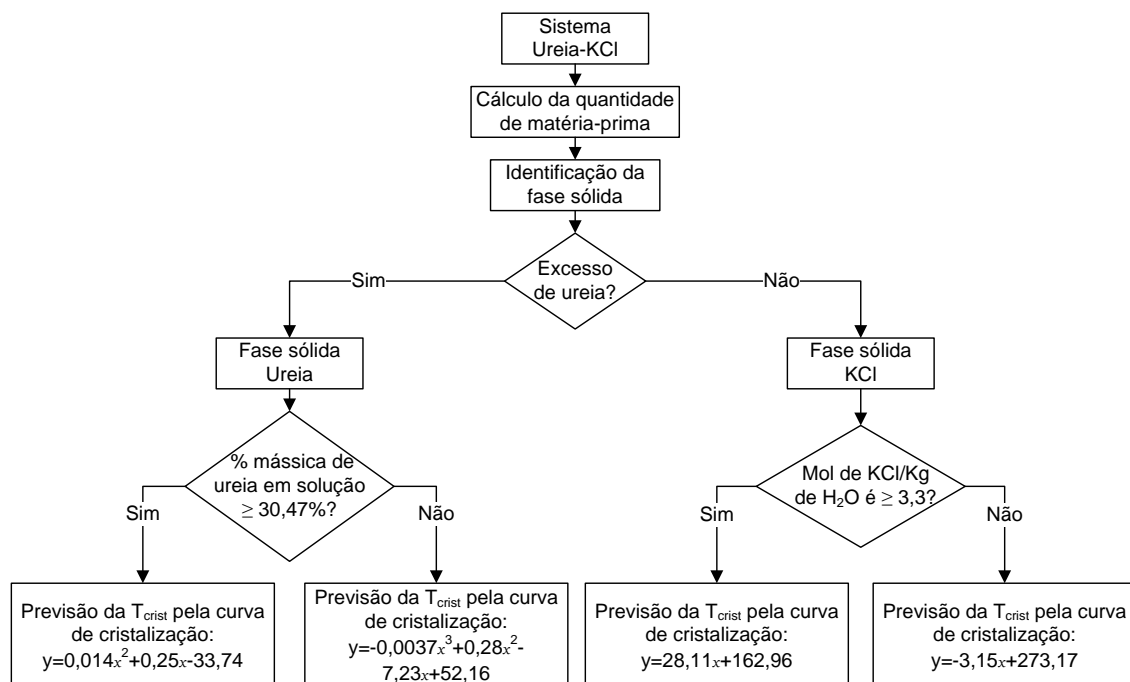 Sistema
Ureia-KCl
Cálculo da quantidade
de matéria-prima
Identificação da
fase sólida
Excesso
de ureia?
Sim
Não
Fase sólida
Ureia
Fase sólida
KCl
% mássica de
ureia em solução
≥ 30,47%?
Sim
Não
Mol de KCl/Kg
de H₂O é ≥ 3,3?
Sim
Não
Previsão da T_crist pela curva
de cristalização:
y=0,014x²+0,25x-33,74
Previsão da T_crist pela curva
de cristalização:
y=-0,0037x³+0,28x²-
7,23x+52,16
Previsão da T_crist pela curva
de cristalização:
y=28,11x+162,96
Previsão da T_crist pela curva
de cristalização:
y=-3,15x+273,17